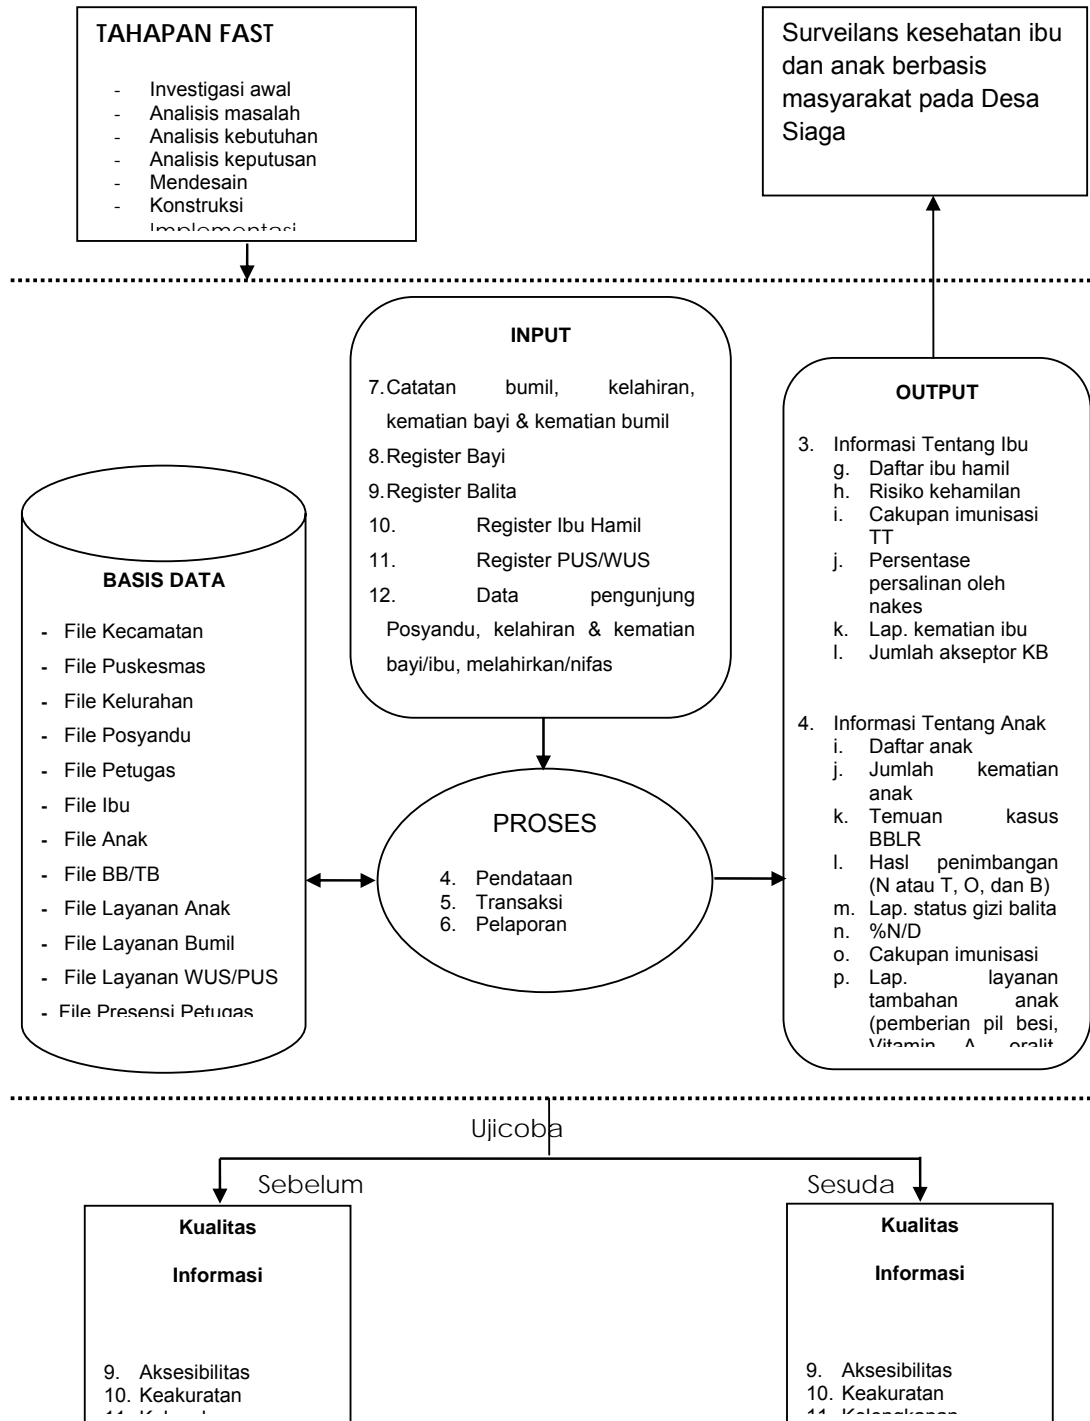 TAHAPAN FAST
- Investigasi awal
- Analisis masalah
- Analisis kebutuhan
- Analisis keputusan
- Mendesain
- Konstruksi
Implementasi
Surveilans kesehatan ibu
dan anak berbasis
masyarakat pada Desa
Siaga
INPUT
7.Catatan bumil, kelahiran,
kematian bayi & kematian bumil
8.Register Bayi
9.Register Balita
10. Register Ibu Hamil
11. Register PUS/WUS
12. Data pengunjung
Posyandu, kelahiran & kematian
bayi/ibu, melahirkan/nifas
BASIS DATA
- File Kecamatan
- File Puskesmas
- File Kelurahan
- File Posyandu
- File Petugas
- File Ibu
- File Anak
- File BB/TB
- File Layanan Anak
- File Layanan Bumil
- File Layanan WUS/PUS
- File Presensi Petugas
PROSES
4. Pendataan
5. Transaksi
6. Pelaporan
OUTPUT
3. Informasi Tentang Ibu
g. Daftar ibu hamil
h. Risiko kehamilan
i. Cakupan imunisasi
TT
j. Persentase
persalinan oleh
nakes
k. Lap. kematian ibu
l. Jumlah akseptor KB
4. Informasi Tentang Anak
i. Daftar anak
j. Jumlah kematian
anak
k. Temuan kasus
BBLR
l. Hasl penimbangan
(N atau T, O, dan B)
m. Lap. status gizi balita
n. %N/D
o. Cakupan imunisasi
p. Lap. layanan
tambahan anak
(pemberian pil besi,
Vitamin A, oralit,
Ujicoba
Sebelum
Sesuda
Kualitas
Informasi
9. Aksesibilitas
10. Keakuratan
11.
Kualitas
Informasi
9. Aksesibilitas
10. Keakuratan
11. Kelengkapan